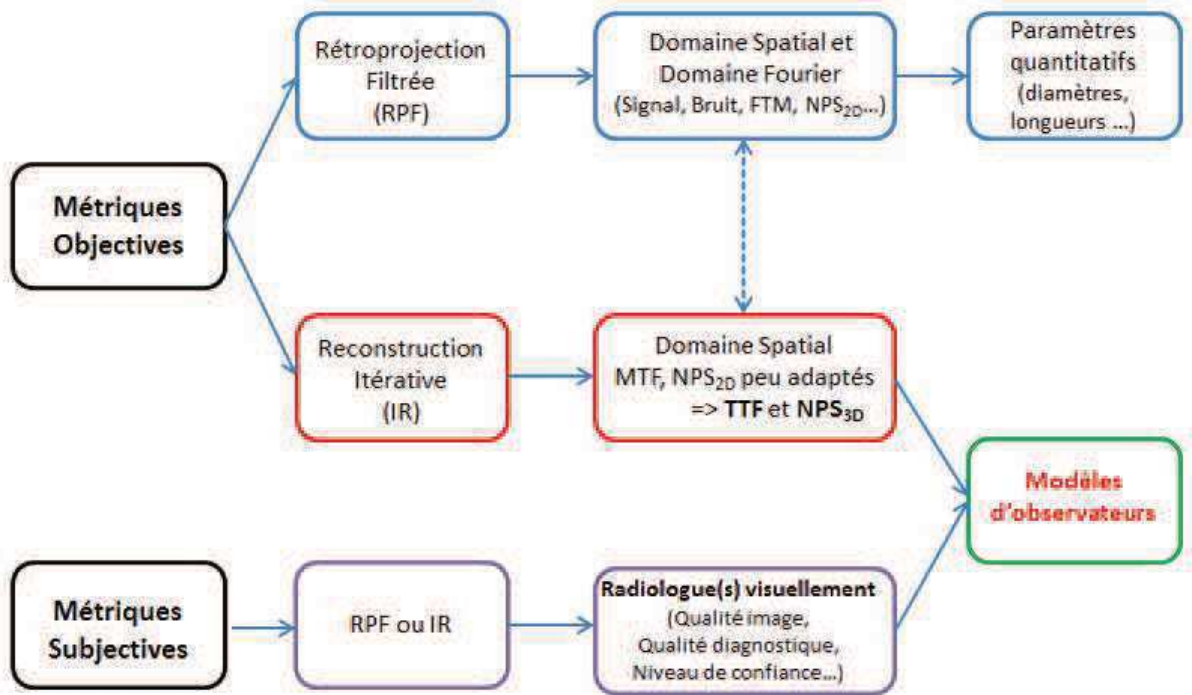 Métriques
Objectives
Rétroprojection
Filtrée
(RPF)
Domaine Spatial et
Domaine Fourier
(Signal, Bruit, FTM, NPS2D...)
Paramètres
quantitatifs
(diamètres,
longueurs ...)
Reconstruction
Itérative
(IR)
Domaine Spatial
MTF, NPS2D peu adaptés
=> TTF et NPS3D
Modèles
d'observateurs
Métriques
Subjectives
RPF ou IR
Radiologue(s) visuellement
(Qualité image,
Qualité diagnostique,
Niveau de confiance...)